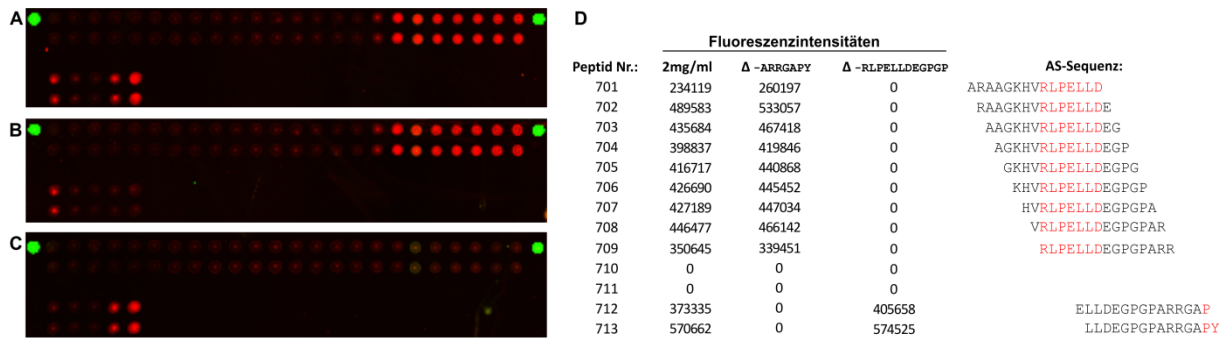 A
B
C
D
Fluoreszenzintensitäten
Peptid Nr.: 2mg/ml Δ -ARRGAPY Δ -RLPELLDEGPGP AS-Sequenz:
701 234119 260197 0 ARAAGKHVRLPELLD
702 489583 533057 0 RAAGKHVRLPELLDE
703 435684 467418 0 AAGKHVRLPELLDEG
704 398837 419846 0 AGKHVRLPELLDEGP
705 416717 440868 0 GKHVRLPELLDEGPG
706 426690 445452 0 KHVRLPELLDEGPGP
707 427189 447034 0 HVRLPELLDEGPGPA
708 446477 466142 0 VRLPELLDEGPGPAR
709 350645 339451 0 RLPELLDEGPGPARR
710 0 0 0
711 0 0 0
712 373335 0 405658 ELLDEGPGPARRGAP
713 570662 0 574525 LLDEGPGPARRGAPY